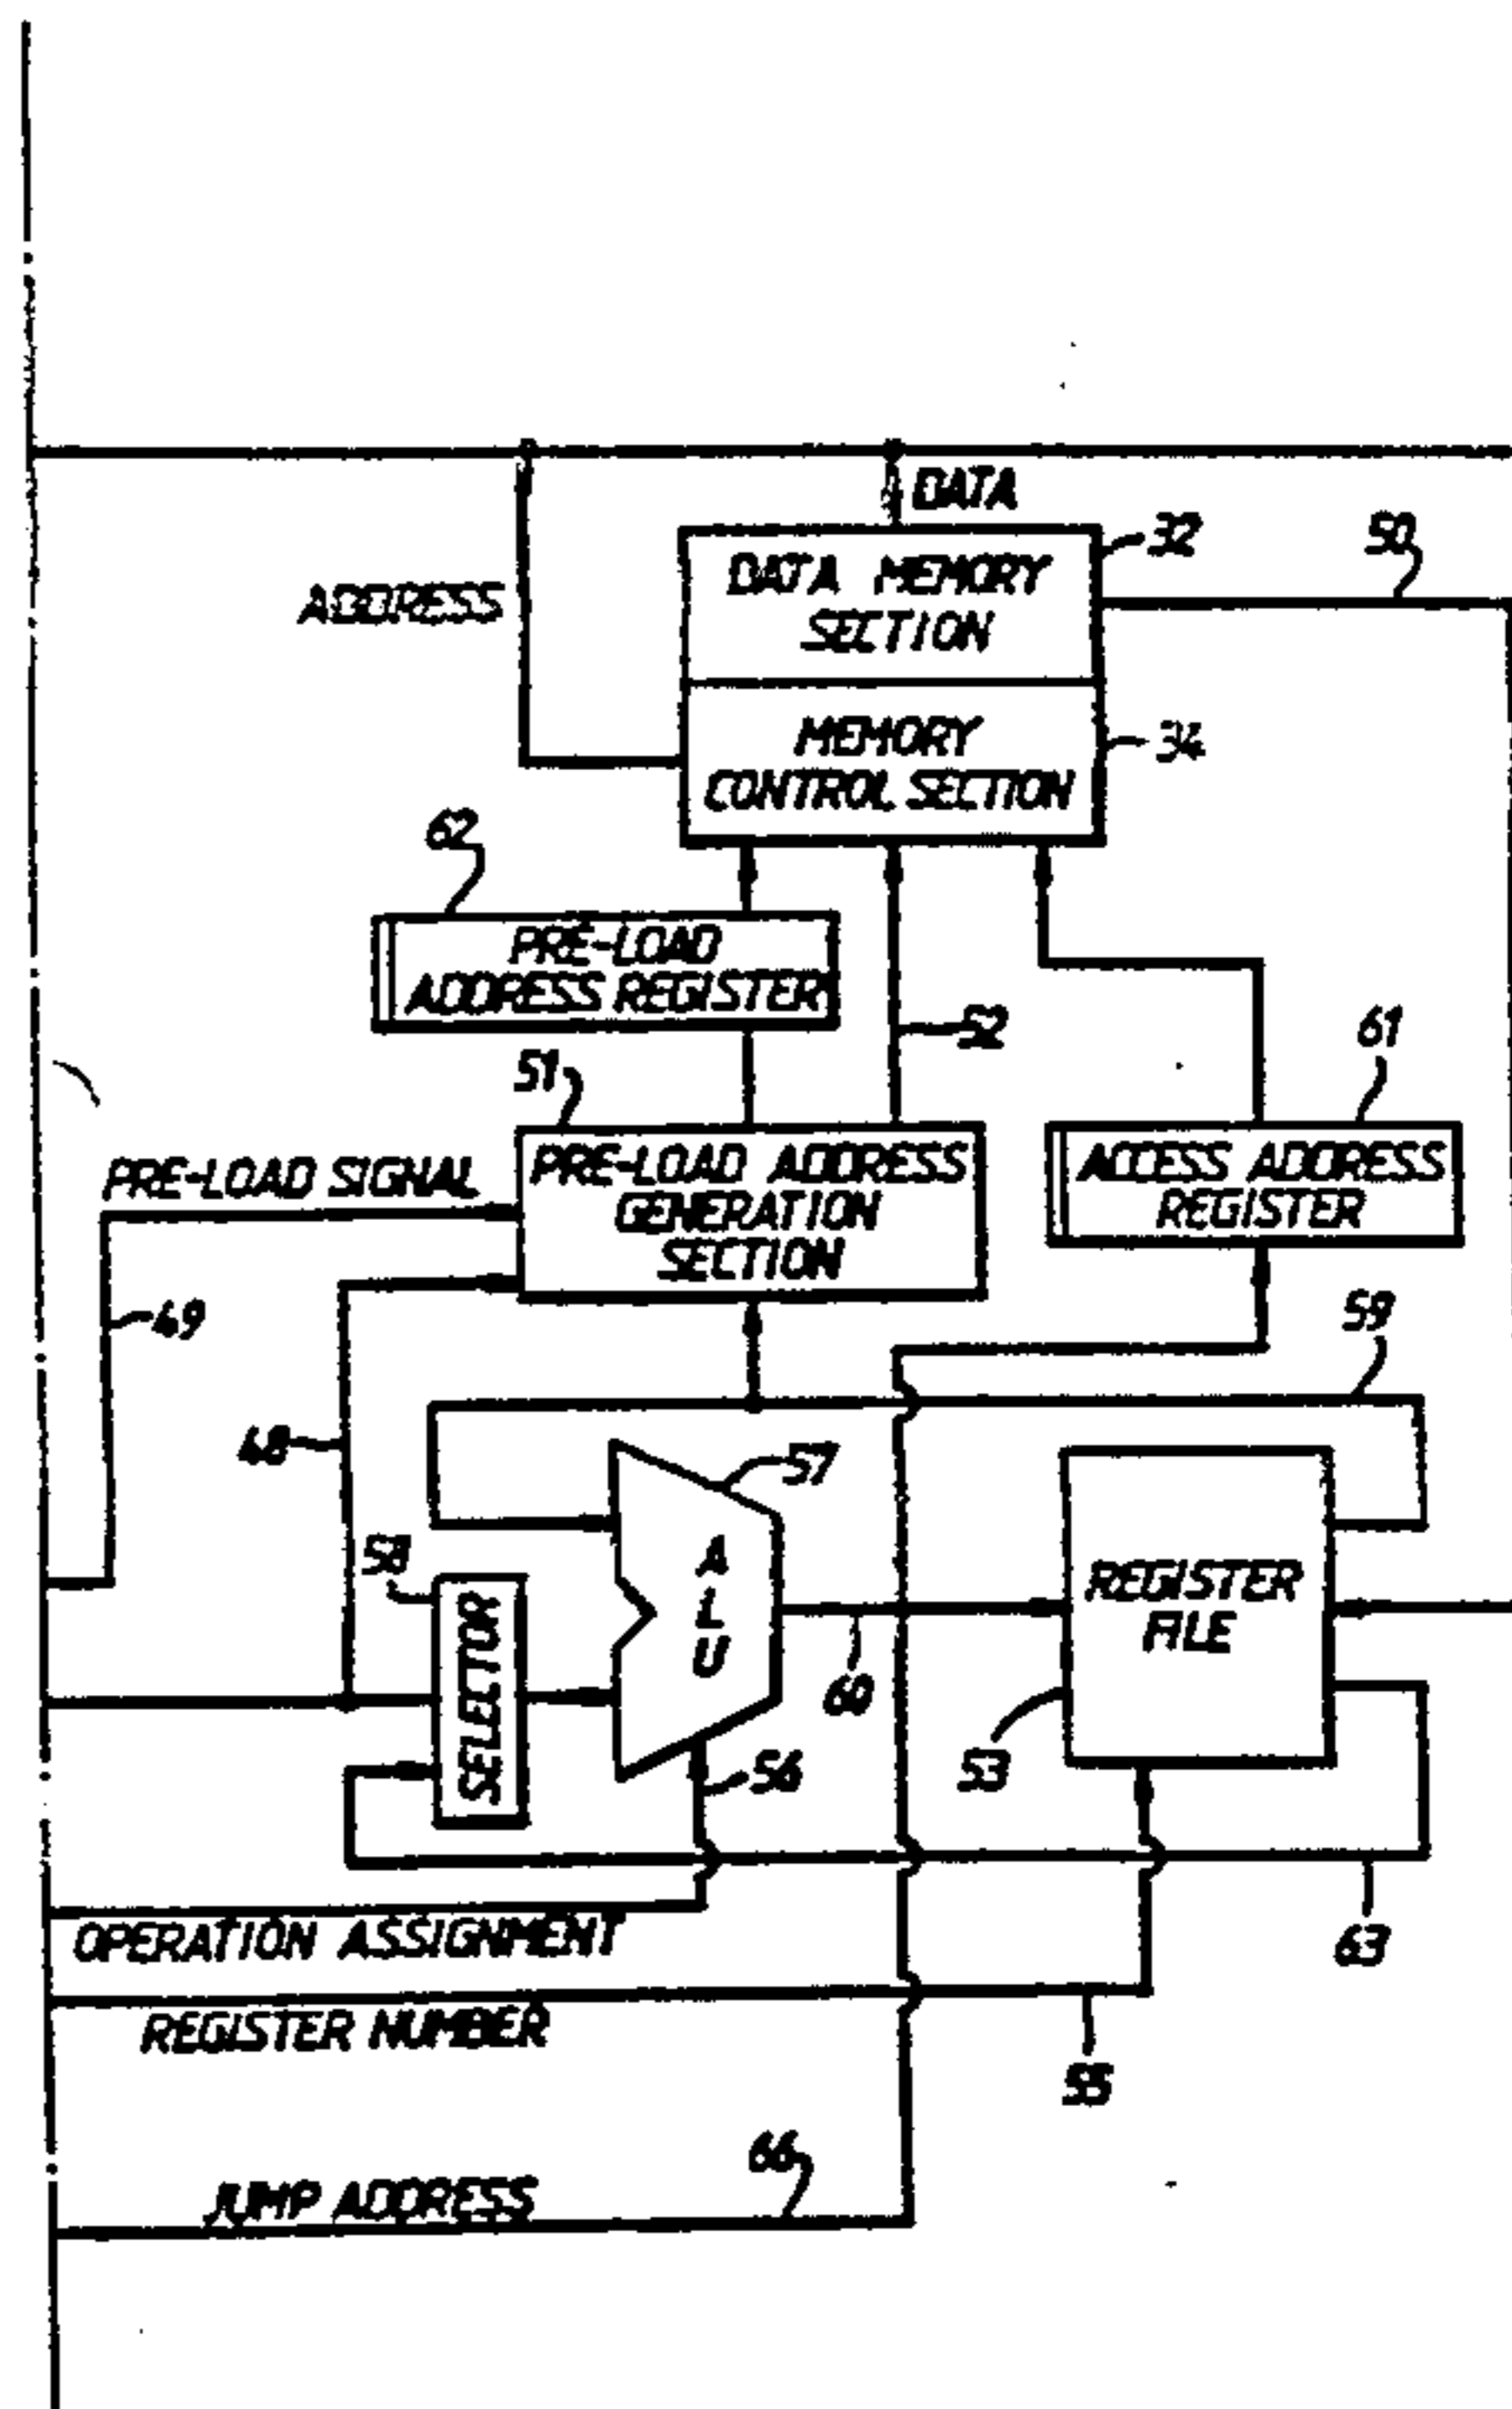 DATA
32
50
DATA MEMORY
SECTION
ADDRESS
MEMORY
CONTROL SECTION
34
62
PRE-LOAD
ADDRESS REGISTER
52
61
51
PRE-LOAD SIGNAL
PRE-LOAD ADDRESS
GENERATION
SECTION
ACCESS ADDRESS
REGISTER
49
59
48
57
58
SELECTOR
A
L
U
REGISTER
FILE
60
53
56
OPERATION ASSIGNMENT
63
REGISTER NUMBER
55
66
JUMP ADDRESS